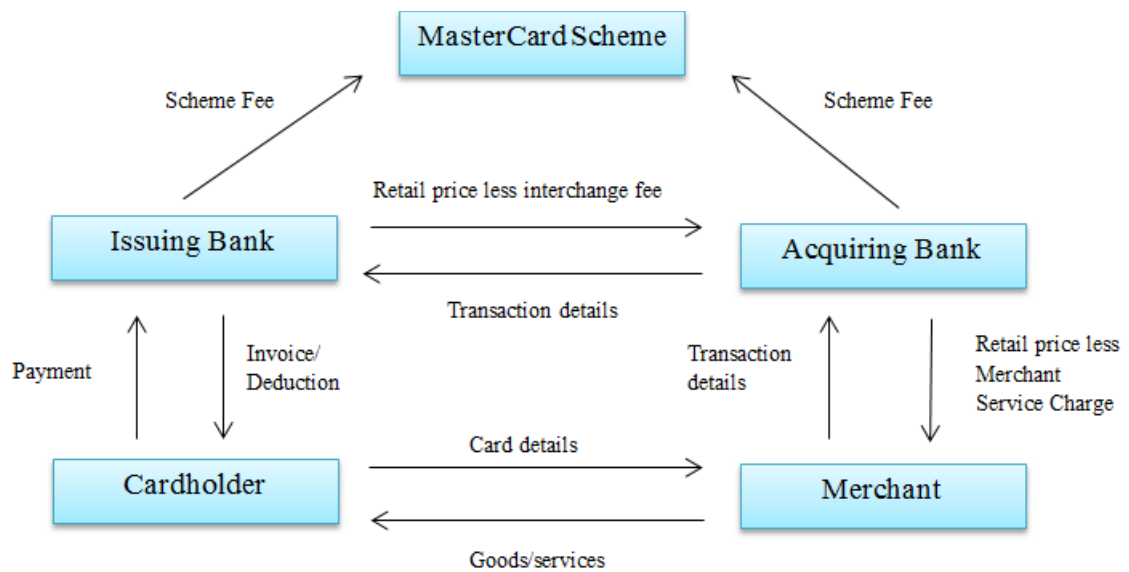 MasterCard Scheme
Scheme Fee
Scheme Fee
Retail price less interchange fee
Issuing Bank
Acquiring Bank
Transaction details
Payment
Invoice/
Deduction
Transaction
details
Retail price less
Merchant
Service Charge
Card details
Cardholder
Merchant
Goods/services